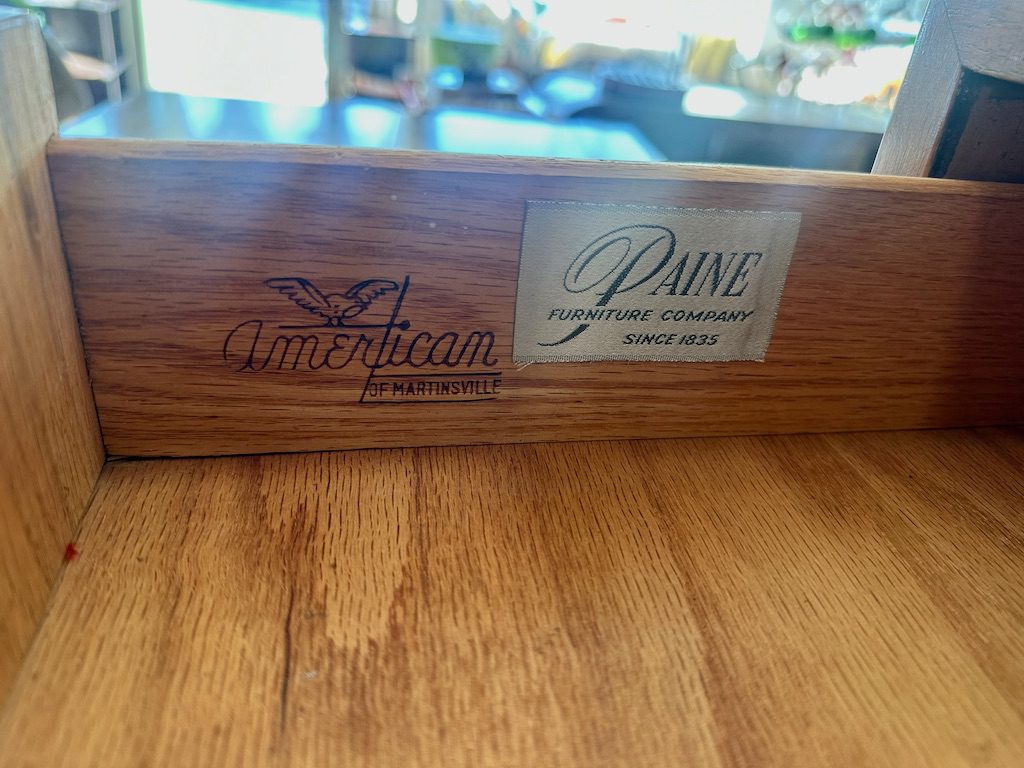 American
OF MARTINSVILLE
PAINE
FURNITURE COMPANY
SINCE 1835